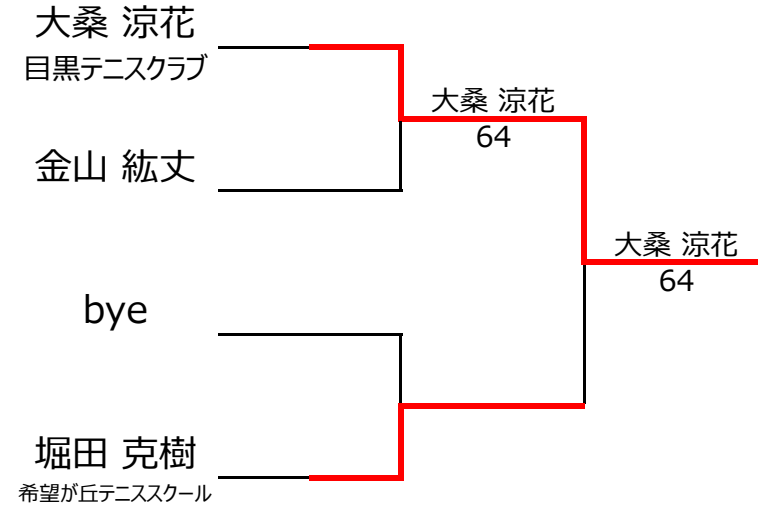 大桑 涼花
目黒テニスクラブ
大桑 涼花
64
金山 紘丈
大桑 涼花
64
bye
堀田 克樹
希望が丘テニススクール